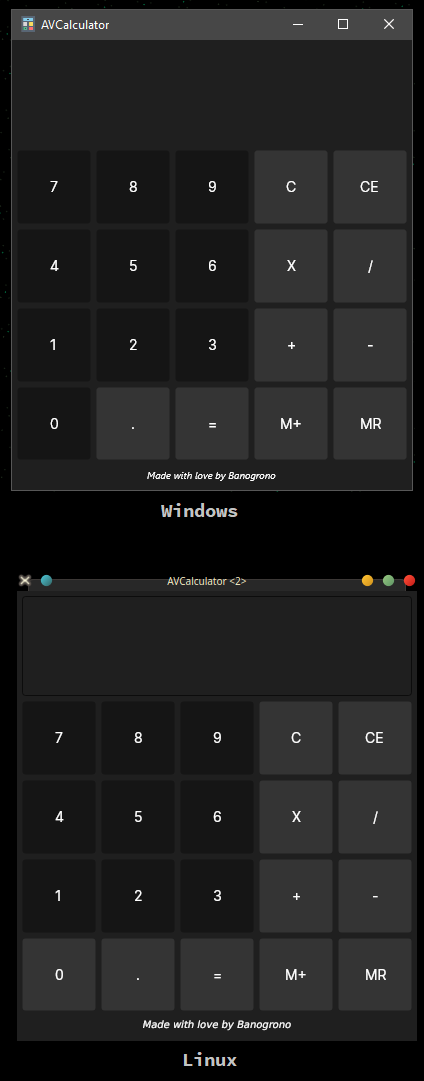 AVCalculator
7 8 9 C CE
4 5 6 X /
1 2 3 + -
0 . = M+ MR
Made with love by Banogrono
Windows
AVCalculator <2>
7 8 9 C CE
4 5 6 X /
1 2 3 + -
0 . = M+ MR
Made with love by Banogrono
Linux